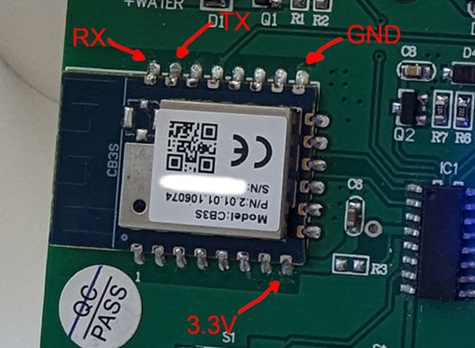 +WATER
D1
Q1
R1
R2
RX
TX
GND
C8
D4
Q2
R7
R8
IC1
CB3S
CE
S/N:
P/N:2.01.01.106074
Model:CB3S
C6
R3
1
QC
PASS
3.3V
S1